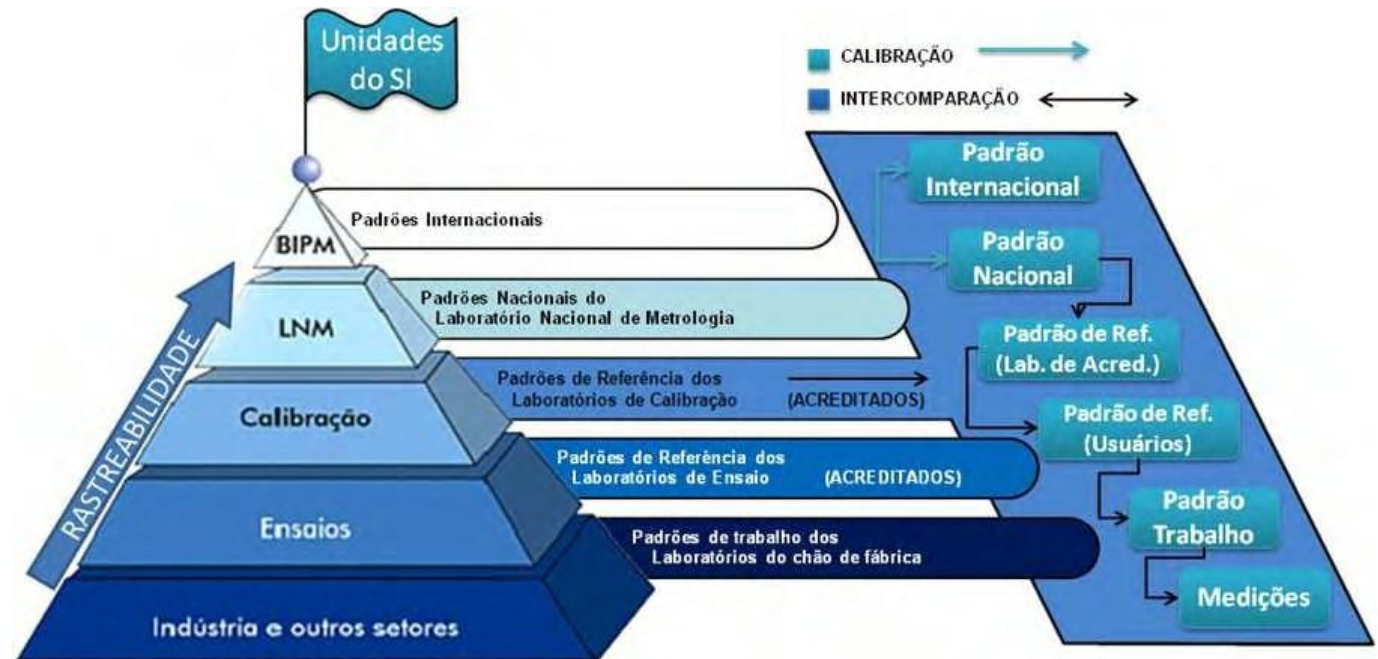 Unidades
do SI
CALIBRAÇÃO
INTERCOMPARAÇÃO
BIPM
LNM
Calibração
Ensaios
Indústria e outros setores
RASTREABILIDADE
Padrões Internacionais
Padrões Nacionais do
Laboratório Nacional de Metrologia
Padrões de Referência dos
Laboratórios de Calibração (ACREDITADOS)
Padrões de Referência dos
Laboratórios de Ensaio (ACREDITADOS)
Padrões de trabalho dos
Laboratórios do chão de fábrica
Padrão
Internacional
Padrão
Nacional
Padrão de Ref.
(Lab. de Acred.)
Padrão de Ref.
(Usuários)
Padrão
Trabalho
Medições